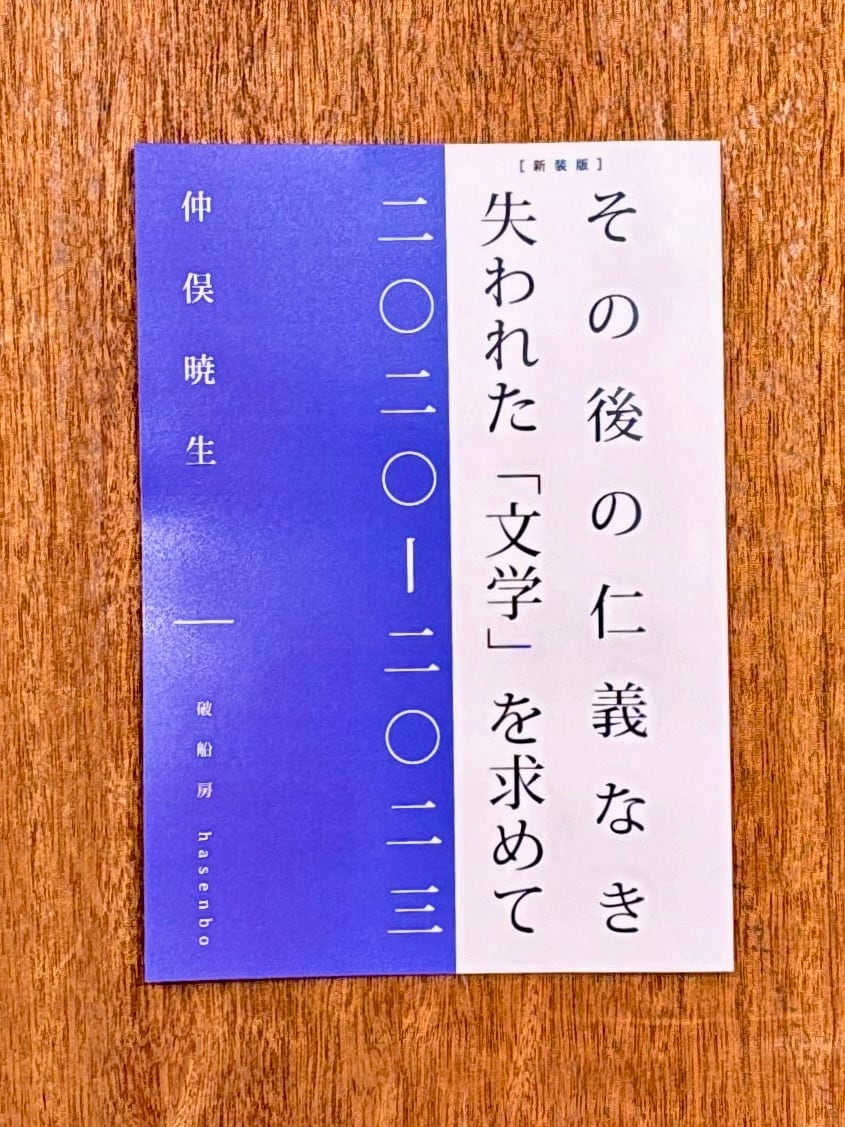 [新装版]
その後の仁義なき
失われた「文学」を求めて
二〇二〇ー二〇二三
仲俣暁生
破船房 hasenbo